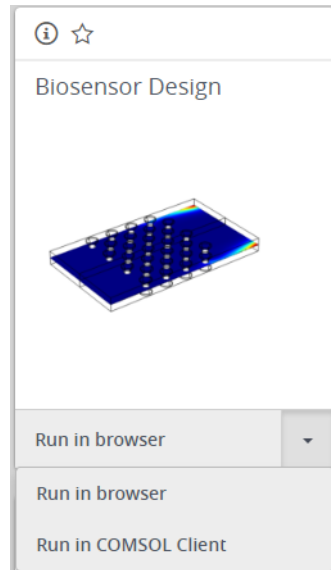 Biosensor Design
Run in browser
Run in browser
Run in COMSOL Client